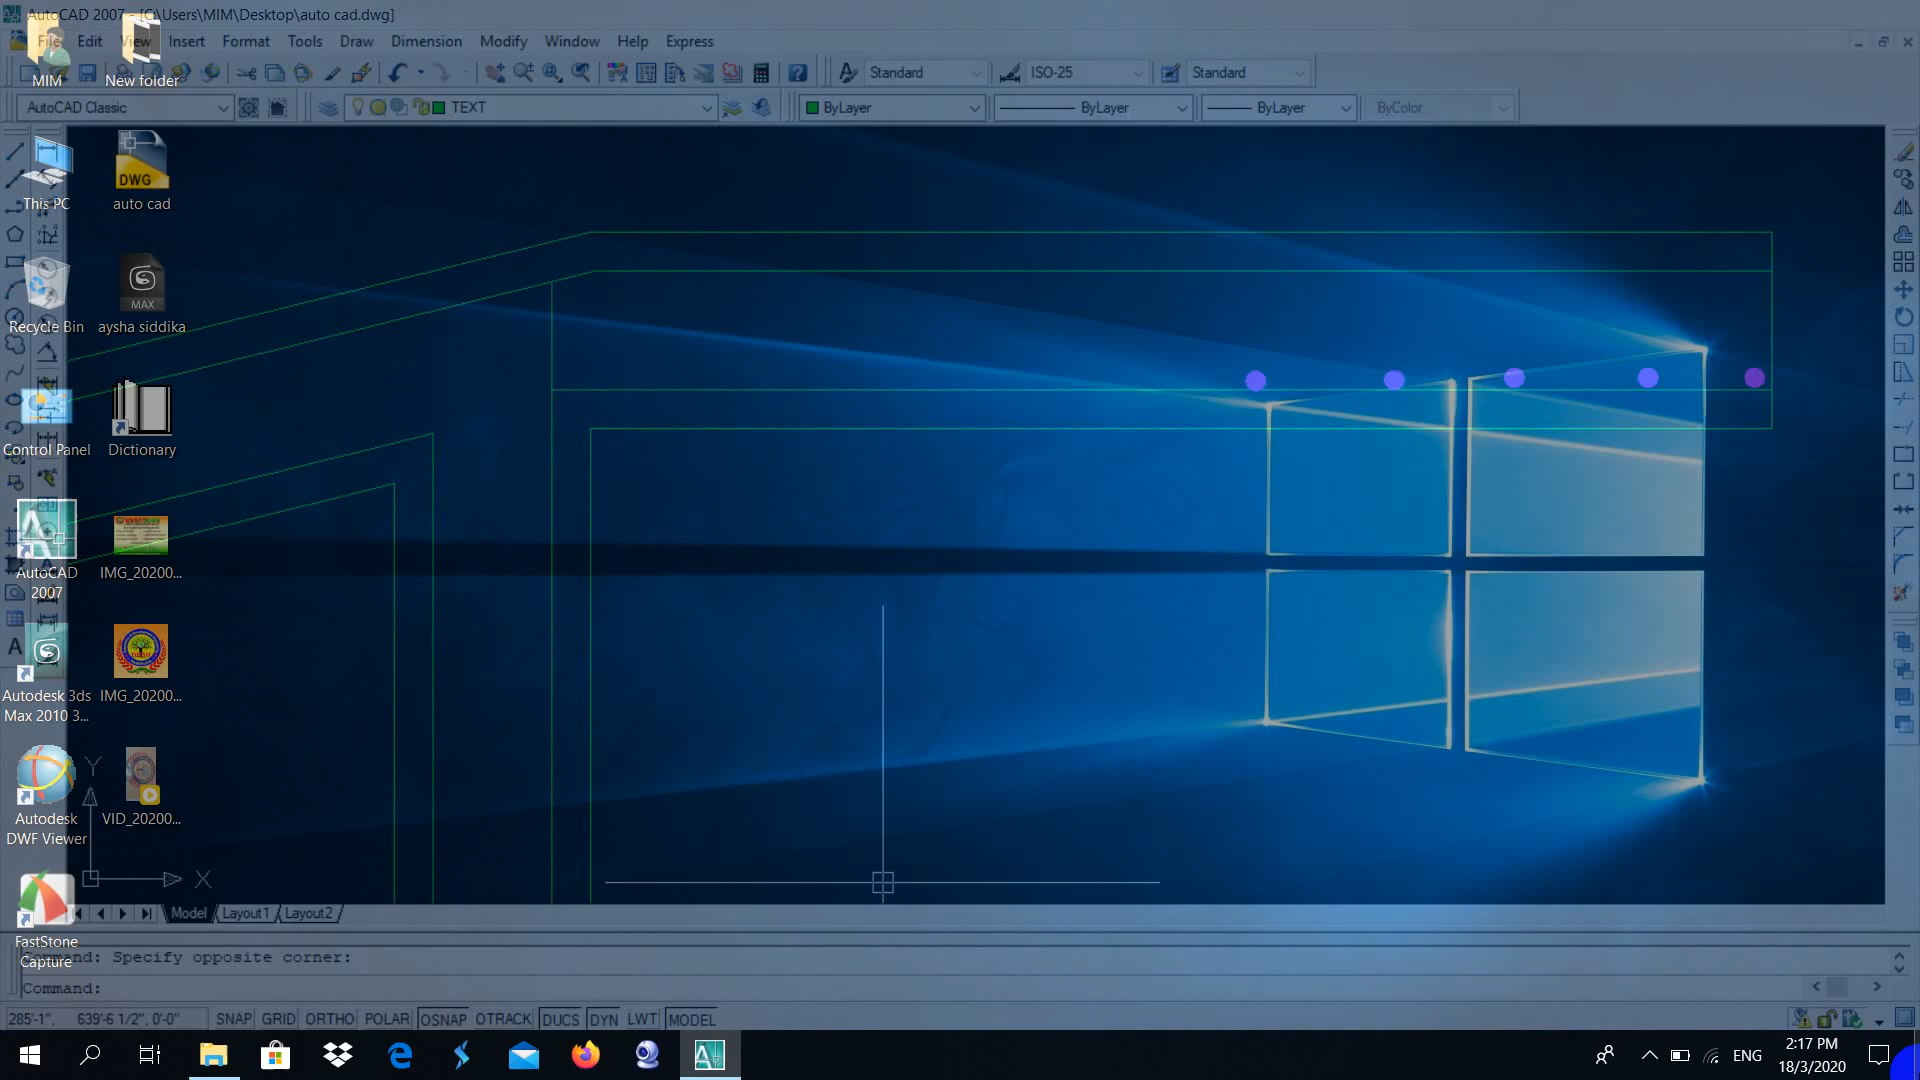 AutoCAD 2007 - [C:\Users\MIM\Desktop\auto cad.dwg]
File Edit View Insert Format Tools Draw Dimension Modify Window Help Express
MIM
New folder
Standard
ISO-25
Standard
AutoCAD Classic
TEXT
ByLayer
ByLayer
ByLayer
ByColor
DWG
This PC
auto cad
MAX
Recycle Bin
aysha siddika
Control Panel
Dictionary
AutoCAD
2007
IMG_20200...
Autodesk 3ds
Max 2010 3...
IMG_20200...
Autodesk
DWF Viewer
VID_20200...
Y
X
Model
Layout1
Layout2
FastStone
Capture
Command: Specify opposite corner:
Command:
285'-1", 639'-6 1/2", 0'-0"
SNAP GRID ORTHO POLAR OSNAP OTRACK DUCS DYN LWT MODEL
ENG
2:17 PM
18/3/2020